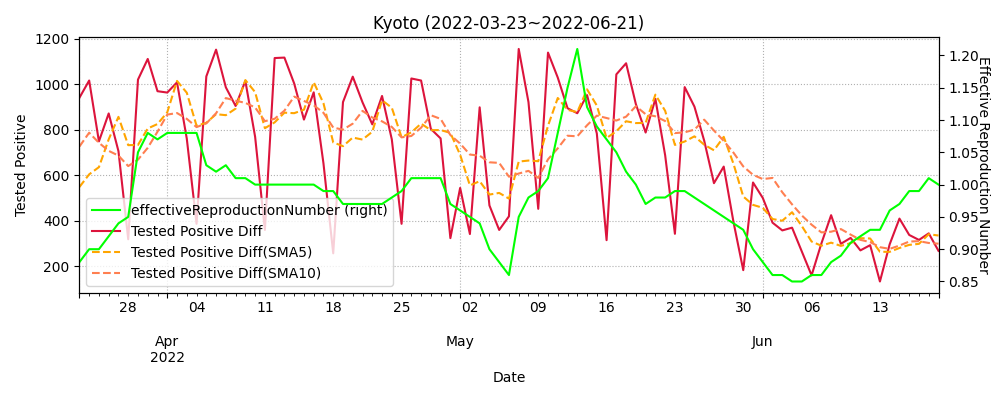 Kyoto (2022-03-23~2022-06-21)
Tested Positive
1200
1000
800
600
400
200
1.20
1.15
1.10
1.05
1.00
0.95
0.90
0.85
Effective Reproduction Number
effectiveReproductionNumber (right)
Tested Positive Diff
Tested Positive Diff(SMA5)
Tested Positive Diff(SMA10)
28 04 11 18 25 02 09 16 23 30 06 13
Apr May Jun
2022
Date